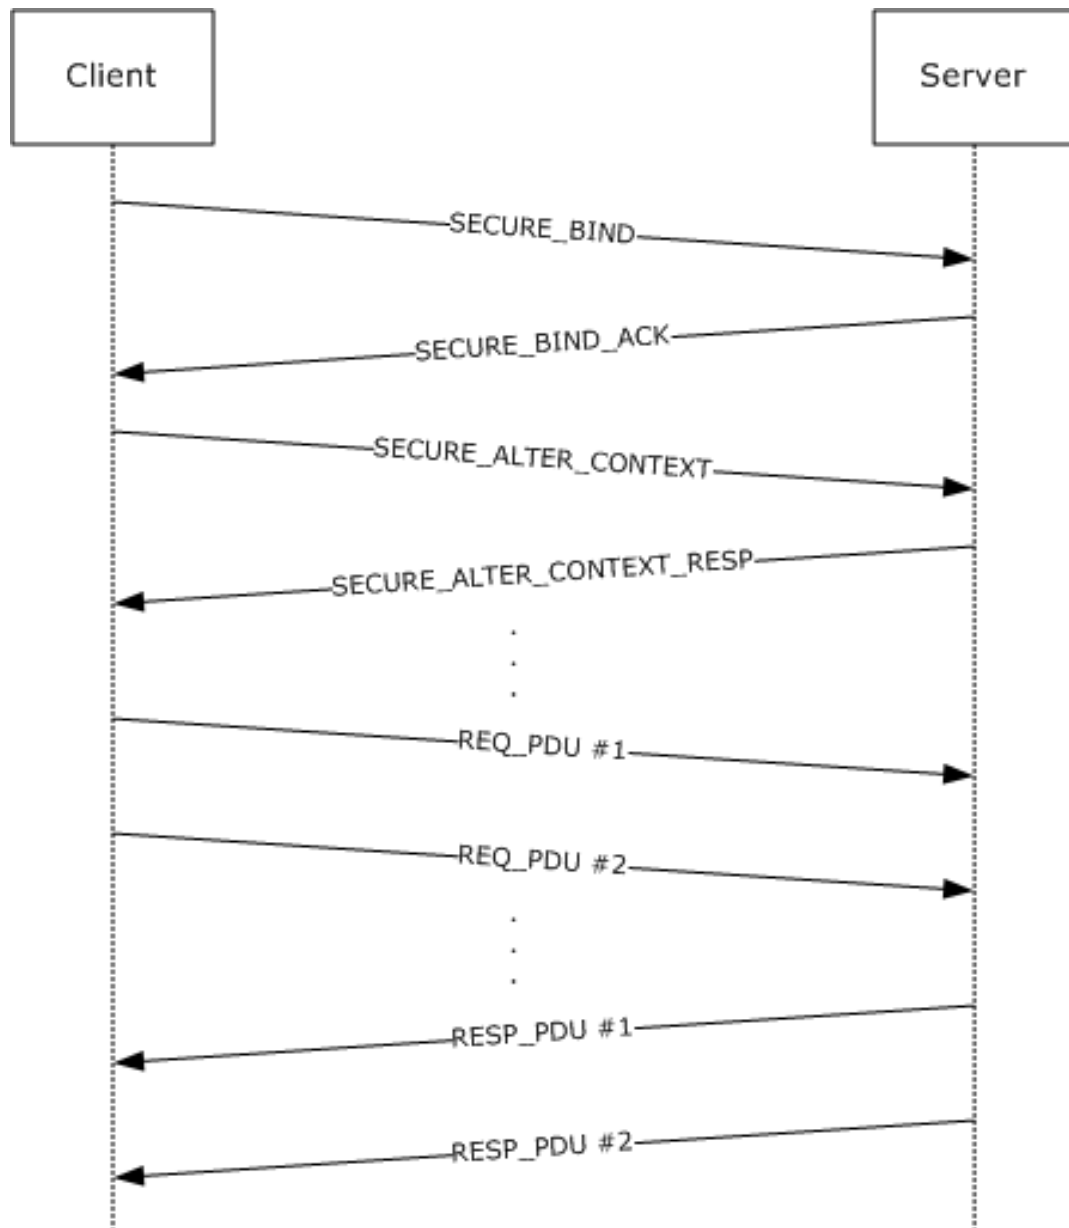 Client
Server
SECURE_BIND
SECURE_BIND_ACK
SECURE_ALTER_CONTEXT
SECURE_ALTER_CONTEXT_RESP
REQ_PDU #1
REQ_PDU #2
RESP_PDU #1
RESP_PDU #2